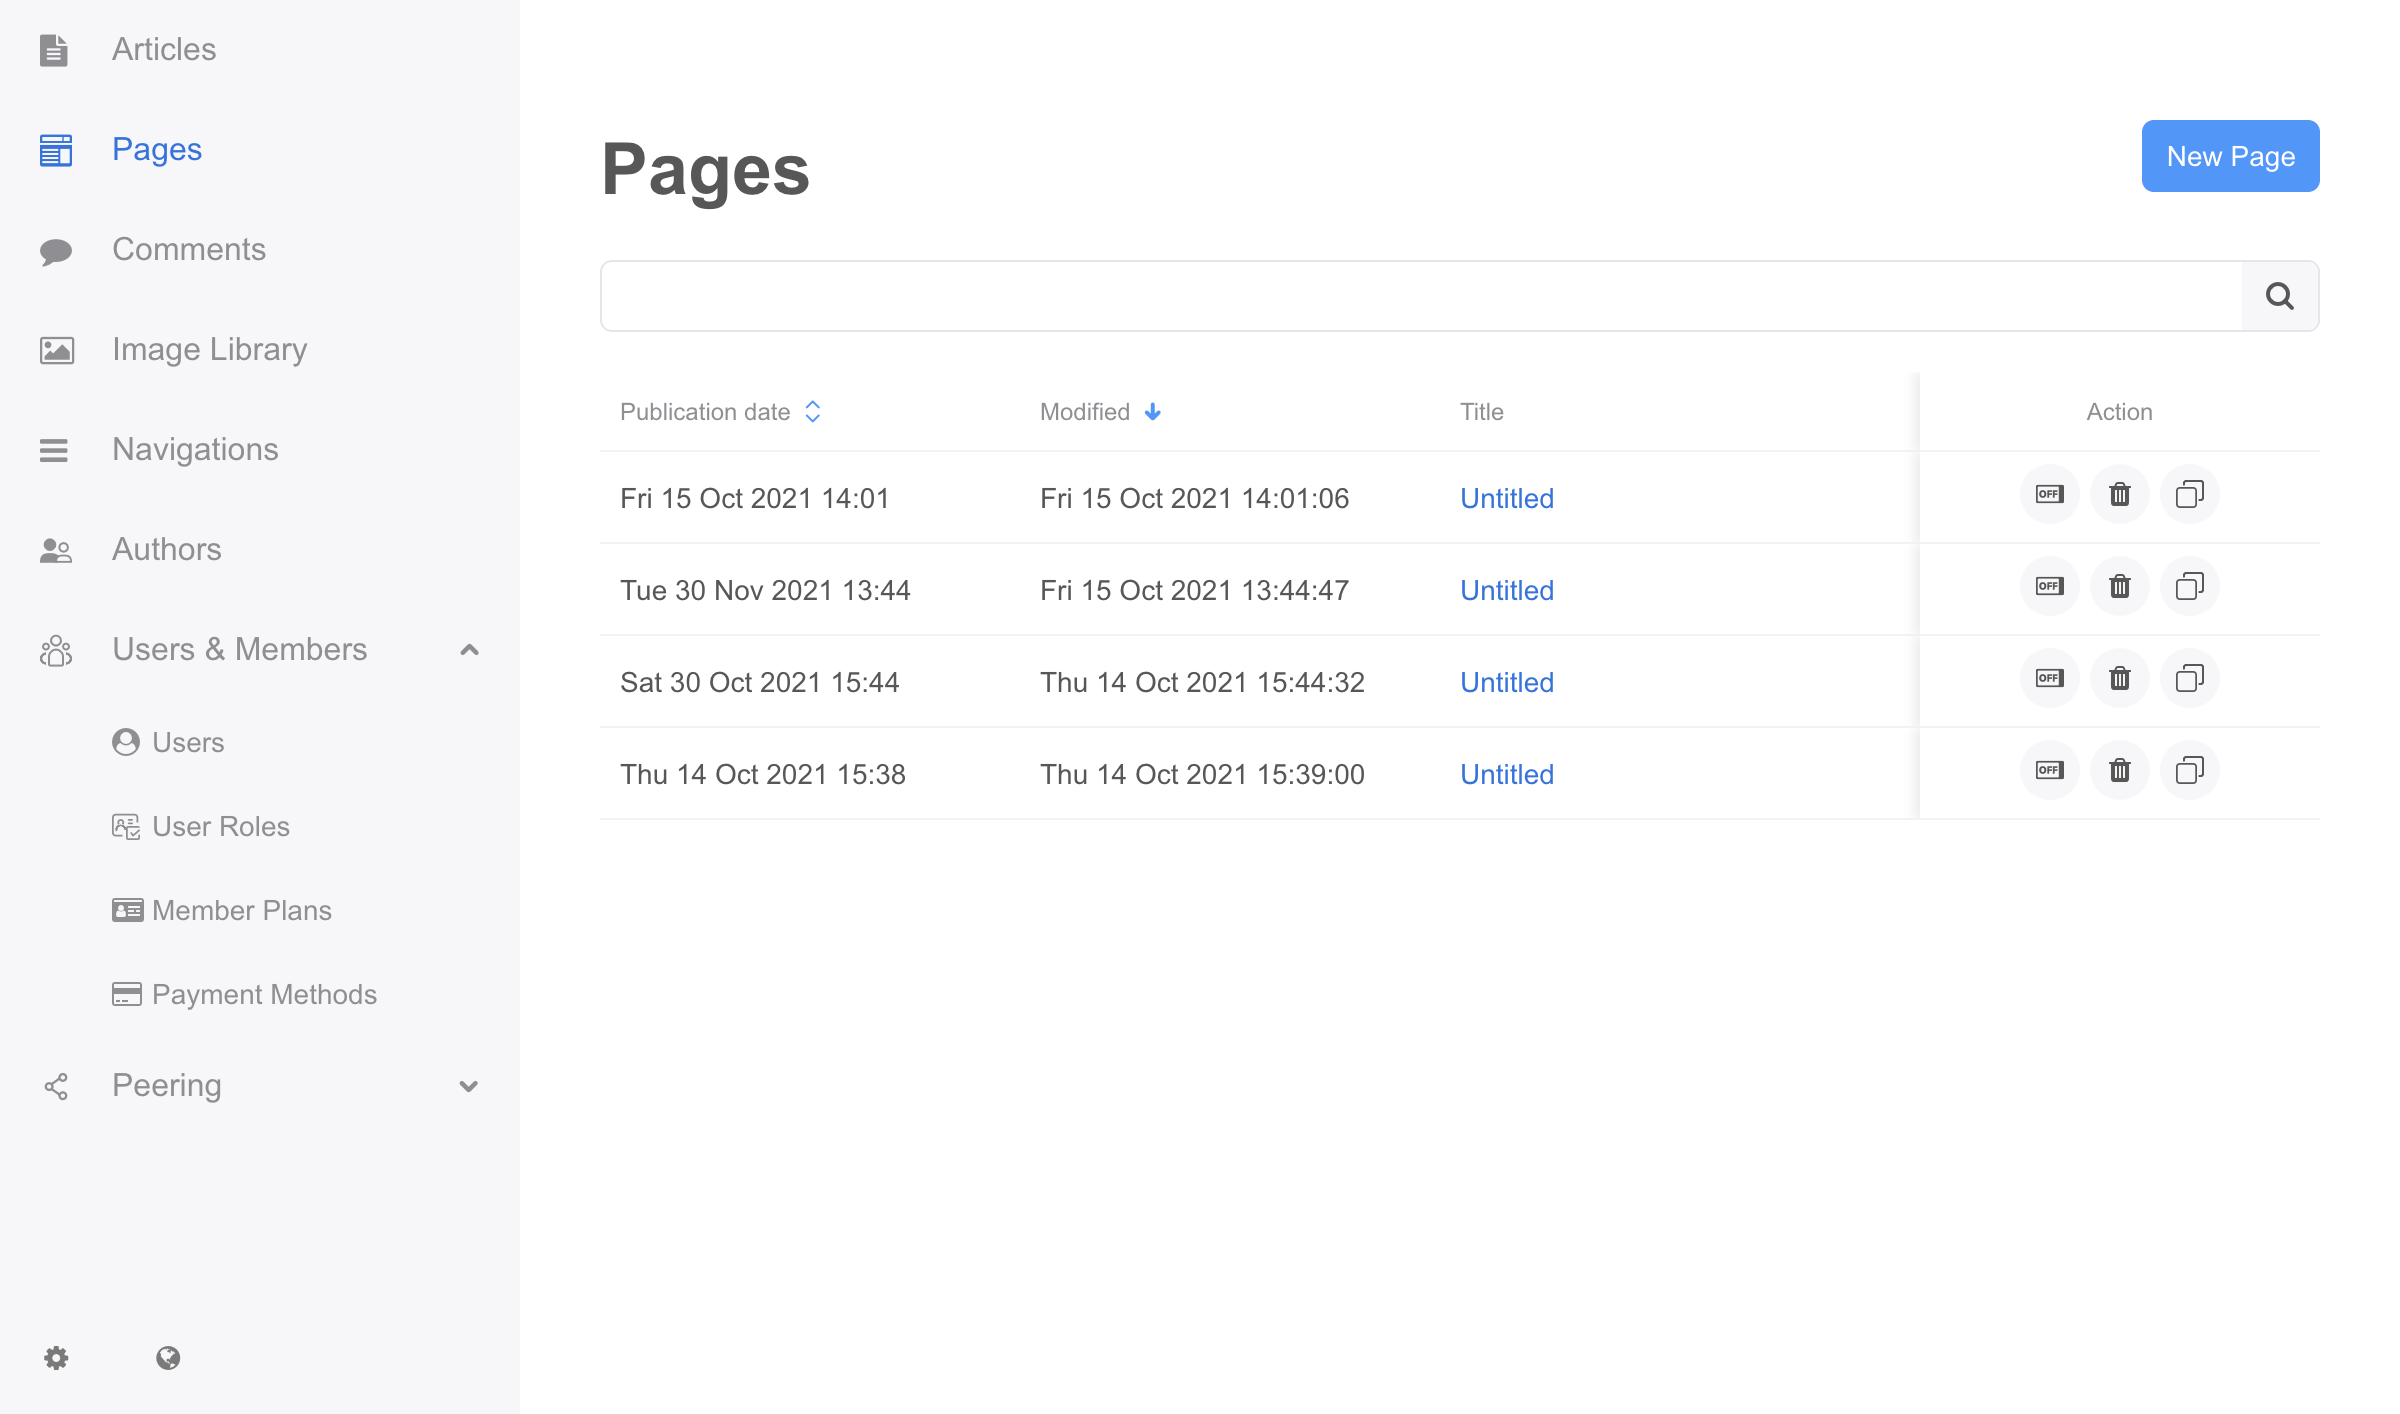 Articles
Pages
Comments
Image Library
Navigations
Authors
Users & Members
Users
User Roles
Member Plans
Payment Methods
Peering
Pages
New Page
Publication date Modified Title Action
Fri 15 Oct 2021 14:01 Fri 15 Oct 2021 14:01:06 Untitled OFF
Tue 30 Nov 2021 13:44 Fri 15 Oct 2021 13:44:47 Untitled OFF
Sat 30 Oct 2021 15:44 Thu 14 Oct 2021 15:44:32 Untitled OFF
Thu 14 Oct 2021 15:38 Thu 14 Oct 2021 15:39:00 Untitled OFF